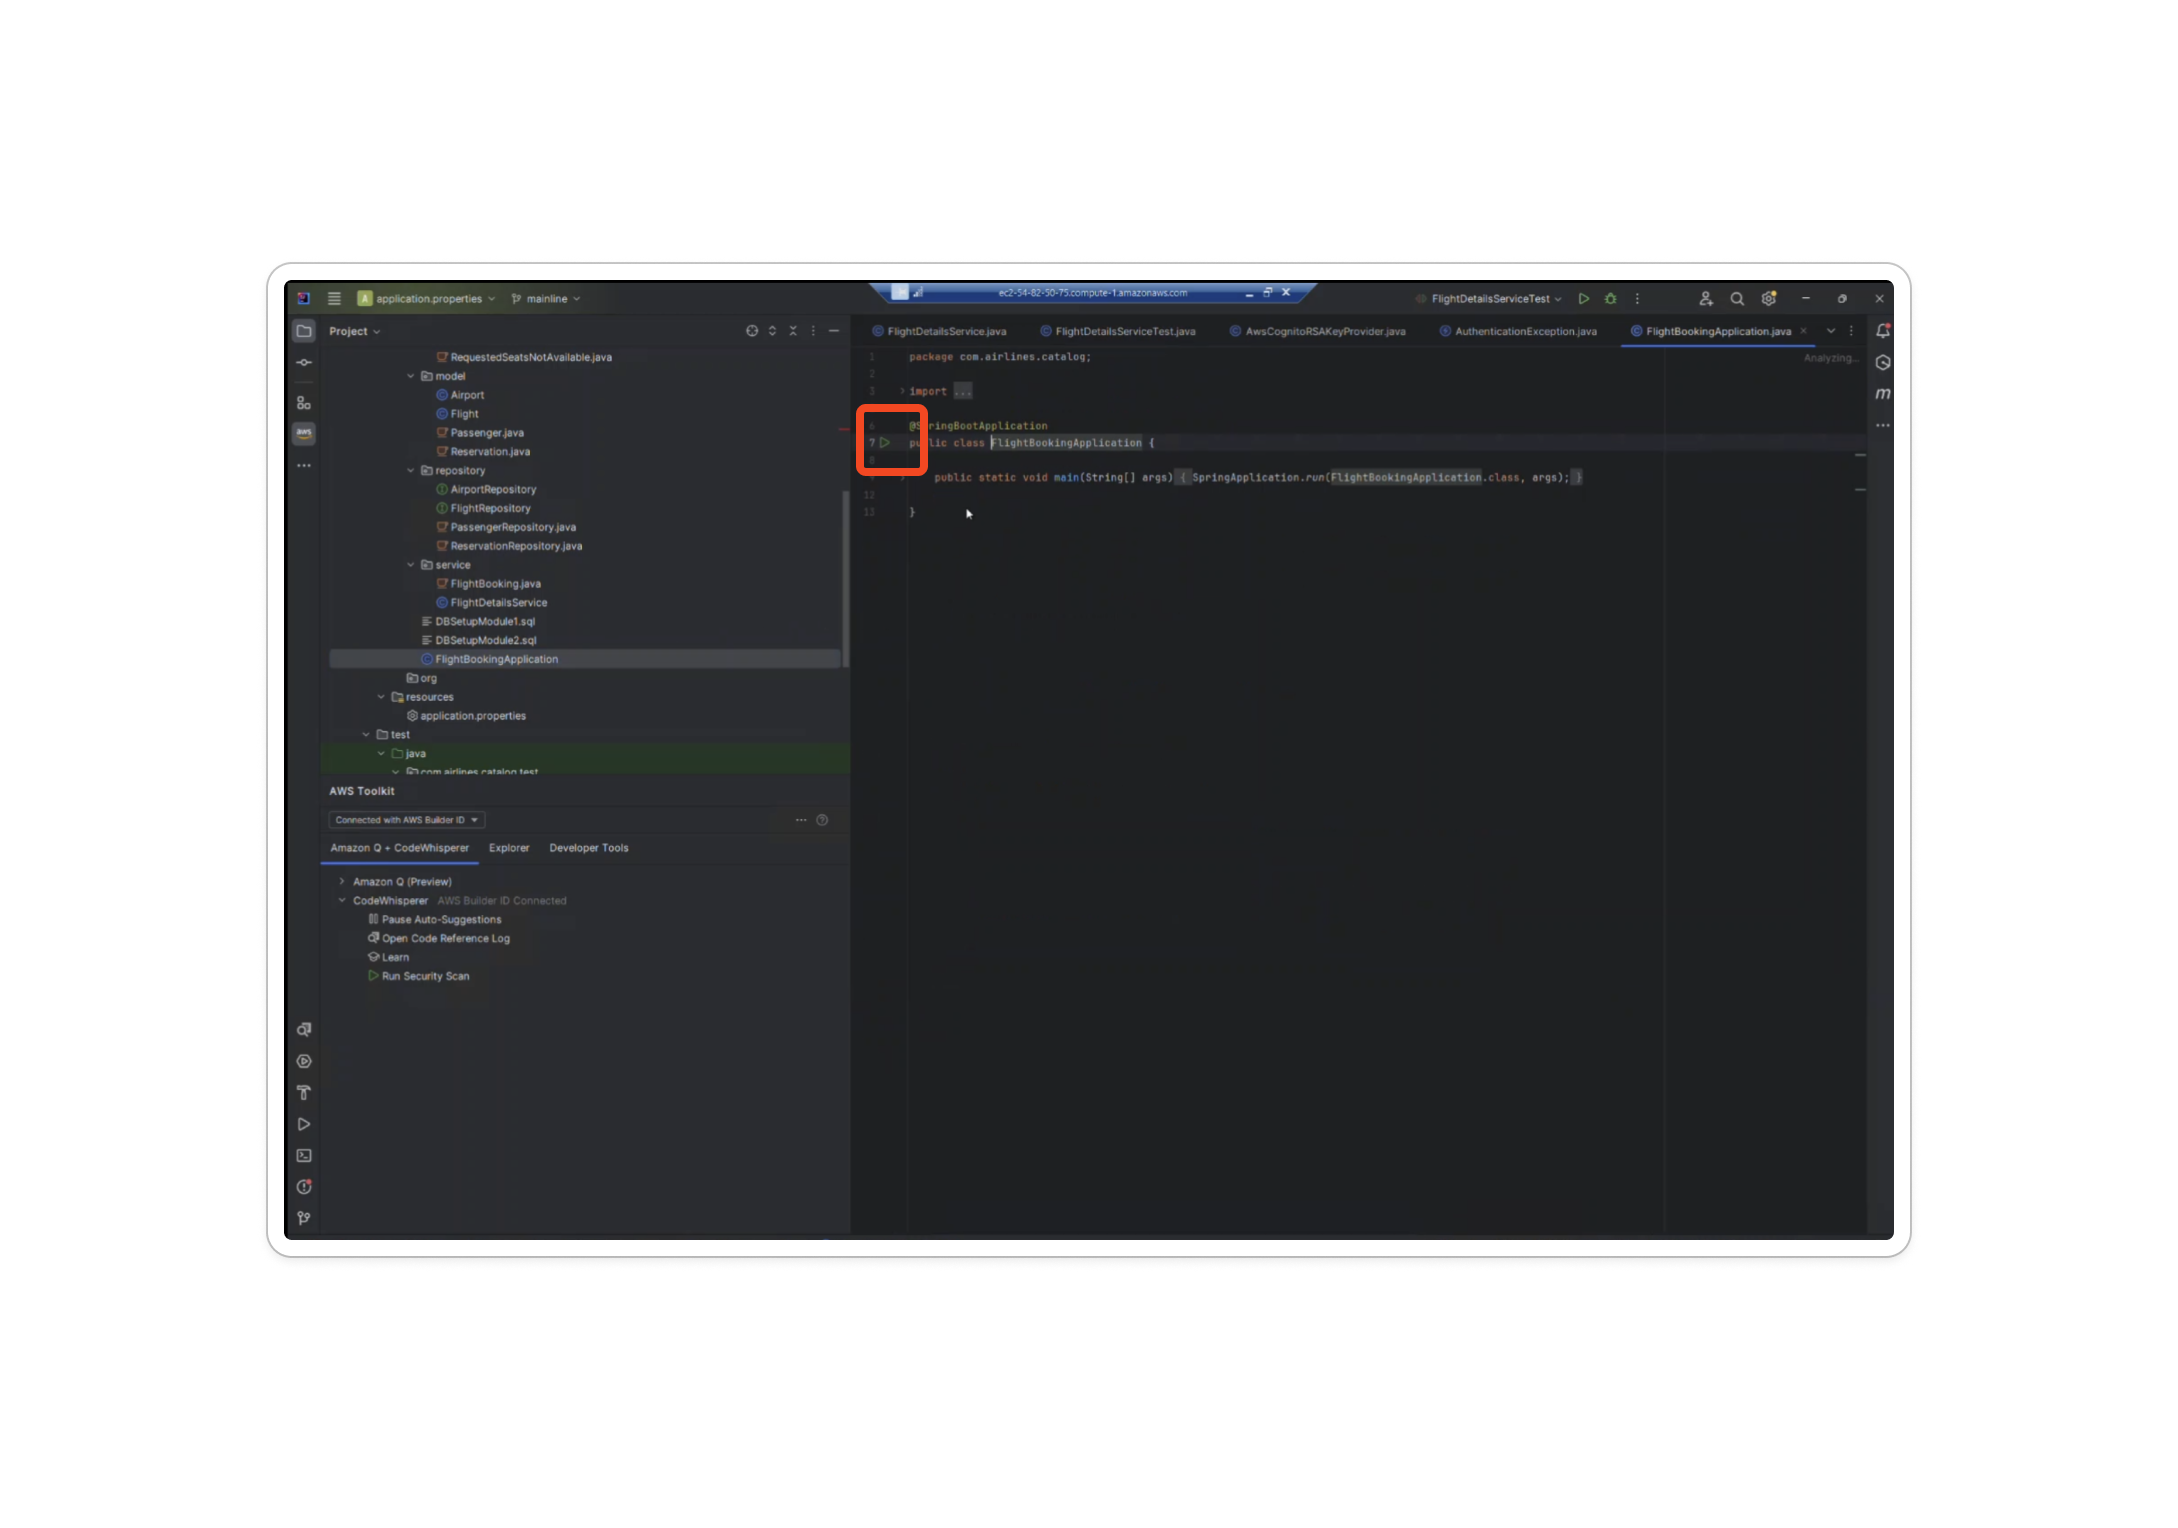 A application.properties mainline
ec2-54-82-50-75.compute-1.amazonaws.com
FlightDetailsServiceTest
Project
RequestedSeatsNotAvailable.java
model
Airport
Flight
Passenger.java
Reservation.java
repository
AirportRepository
FlightRepository
PassengerRepository.java
ReservationRepository.java
service
FlightBooking.java
FlightDetailsService
DBSetupModule1.sql
DBSetupModule2.sql
FlightBookingApplication
org
resources
application.properties
test
java
com.airlines.catalog.test
AWS Toolkit
Connected with AWS Builder ID
Amazon Q + CodeWhisperer Explorer Developer Tools
Amazon Q (Preview)
CodeWhisperer AWS Builder ID Connected
Pause Auto-Suggestions
Open Code Reference Log
Learn
Run Security Scan
aws
FlightDetailsService.java FlightDetailsServiceTest.java AwsCognitoRSAKeyProvider.java AuthenticationException.java FlightBookingApplication.java
Analyzing...
1 package com.airlines.catalog;
2
3 import ...
6 @SpringBootApplication
7 public class FlightBookingApplication {
8
9 public static void main(String[] args) { SpringApplication.run(FlightBookingApplication.class, args); }
12
13 }
m